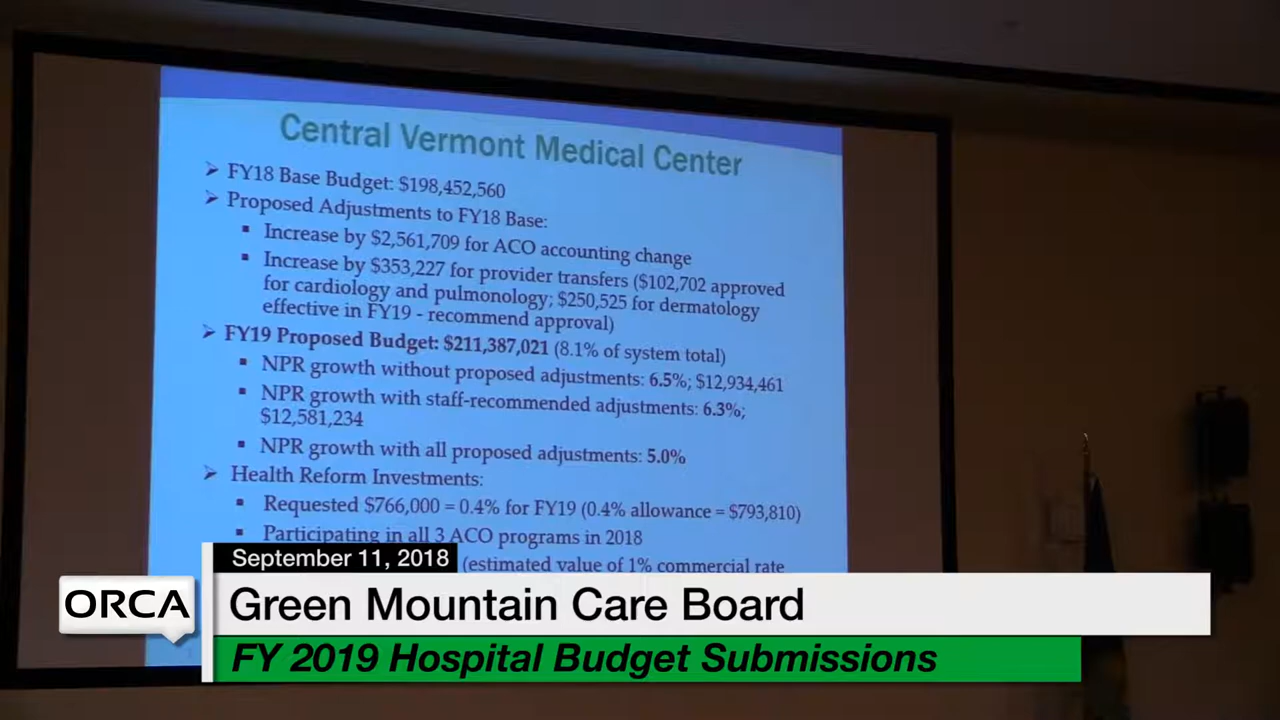 Central Vermont Medical Center
➢ FY18 Base Budget: $198,452,560
➢ Proposed Adjustments to FY18 Base:
▪ Increase by $2,561,709 for ACO accounting change
▪ Increase by $353,227 for provider transfers ($102,702 approved
for cardiology and pulmonology; $250,525 for dermatology
effective in FY19 - recommend approval)
➢ FY19 Proposed Budget: $211,387,021 (8.1% of system total)
▪ NPR growth without proposed adjustments: 6.5%; $12,934,461
▪ NPR growth with staff-recommended adjustments: 6.3%;
$12,581,234
▪ NPR growth with all proposed adjustments: 5.0%
➢ Health Reform Investments:
▪ Requested $766,000 = 0.4% for FY19 (0.4% allowance = $793,810)
▪ Participating in all 3 ACO programs in 2018
(estimated value of 1% commercial rate
September 11, 2018
ORCA
Green Mountain Care Board
FY 2019 Hospital Budget Submissions